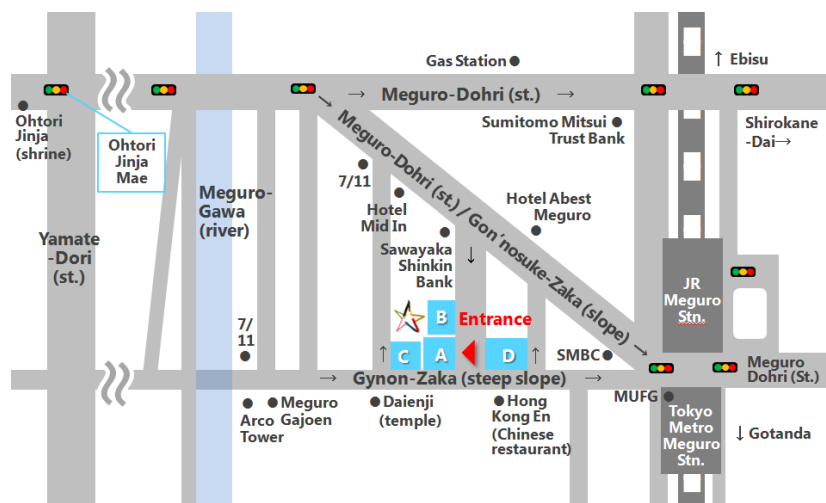 Gas Station
↑ Ebisu
→ Meguro-Dohri (st.) →
Ohtori
Jinja
(shrine)
Ohtori
Jinja
Mae
Sumitomo Mitsui
Trust Bank
Shirokane
-Dai→
Meguro-Dohri (st.) / Gon'nosuke-Zaka (slope)
7/11
Meguro-
Gawa
(river)
Hotel
Mid In
Hotel Abest
Meguro
Yamate
-Dori
(st.)
Sawayaka
Shinkin
Bank
↓
JR
Meguro
Stn.
7/
11
B
Entrance
C
A
D
↑
↑
SMBC
→ Gynon-Zaka (steep slope) →
Meguro
Dohri (St.)
Arco
Tower
Meguro
Gajoen
Daienji
(temple)
Hong
Kong En
(Chinese
restaurant)
MUFG
Tokyo
Metro
Meguro
Stn.
↓ Gotanda